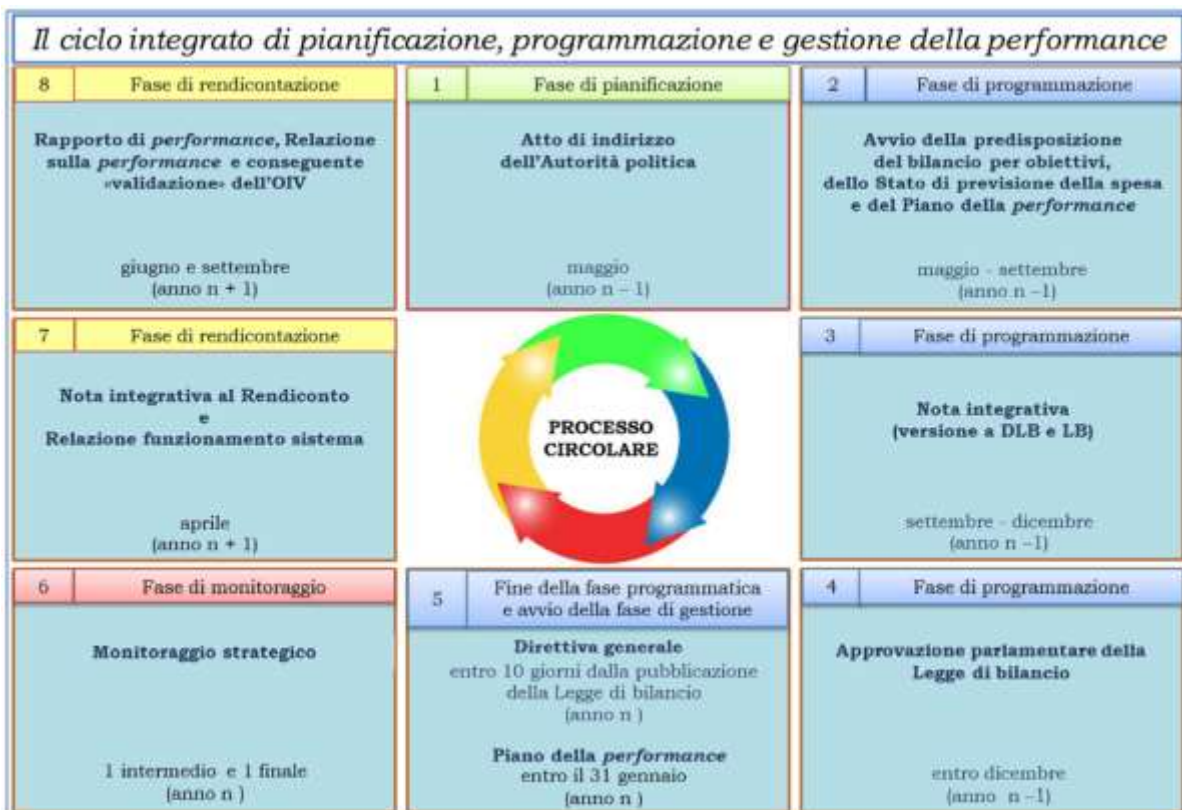 Il ciclo integrato di pianificazione, programmazione e gestione della performance
8 Fase di rendicontazione
Rapporto di performance, Relazione
sulla performance e conseguente
«validazione» dell'OIV
giugno e settembre
(anno n + 1)
1 Fase di pianificazione
Atto di indirizzo
dell'Autorità politica
maggio
(anno n – 1)
2 Fase di programmazione
Avvio della predisposizione
del bilancio per obiettivi,
dello Stato di previsione della spesa
e del Piano della performance
maggio - settembre
(anno n –1)
7 Fase di rendicontazione
Nota integrativa al Rendiconto
e
Relazione funzionamento sistema
aprile
(anno n + 1)
PROCESSO
CIRCOLARE
3 Fase di programmazione
Nota integrativa
(versione a DLB e LB)
settembre - dicembre
(anno n –1)
6 Fase di monitoraggio
Monitoraggio strategico
1 intermedio e 1 finale
(anno n )
5 Fine della fase programmatica
e avvio della fase di gestione
Direttiva generale
entro 10 giorni dalla pubblicazione
della Legge di bilancio
(anno n )
Piano della performance
entro il 31 gennaio
(anno n )
4 Fase di programmazione
Approvazione parlamentare della
Legge di bilancio
entro dicembre
(anno n –1)